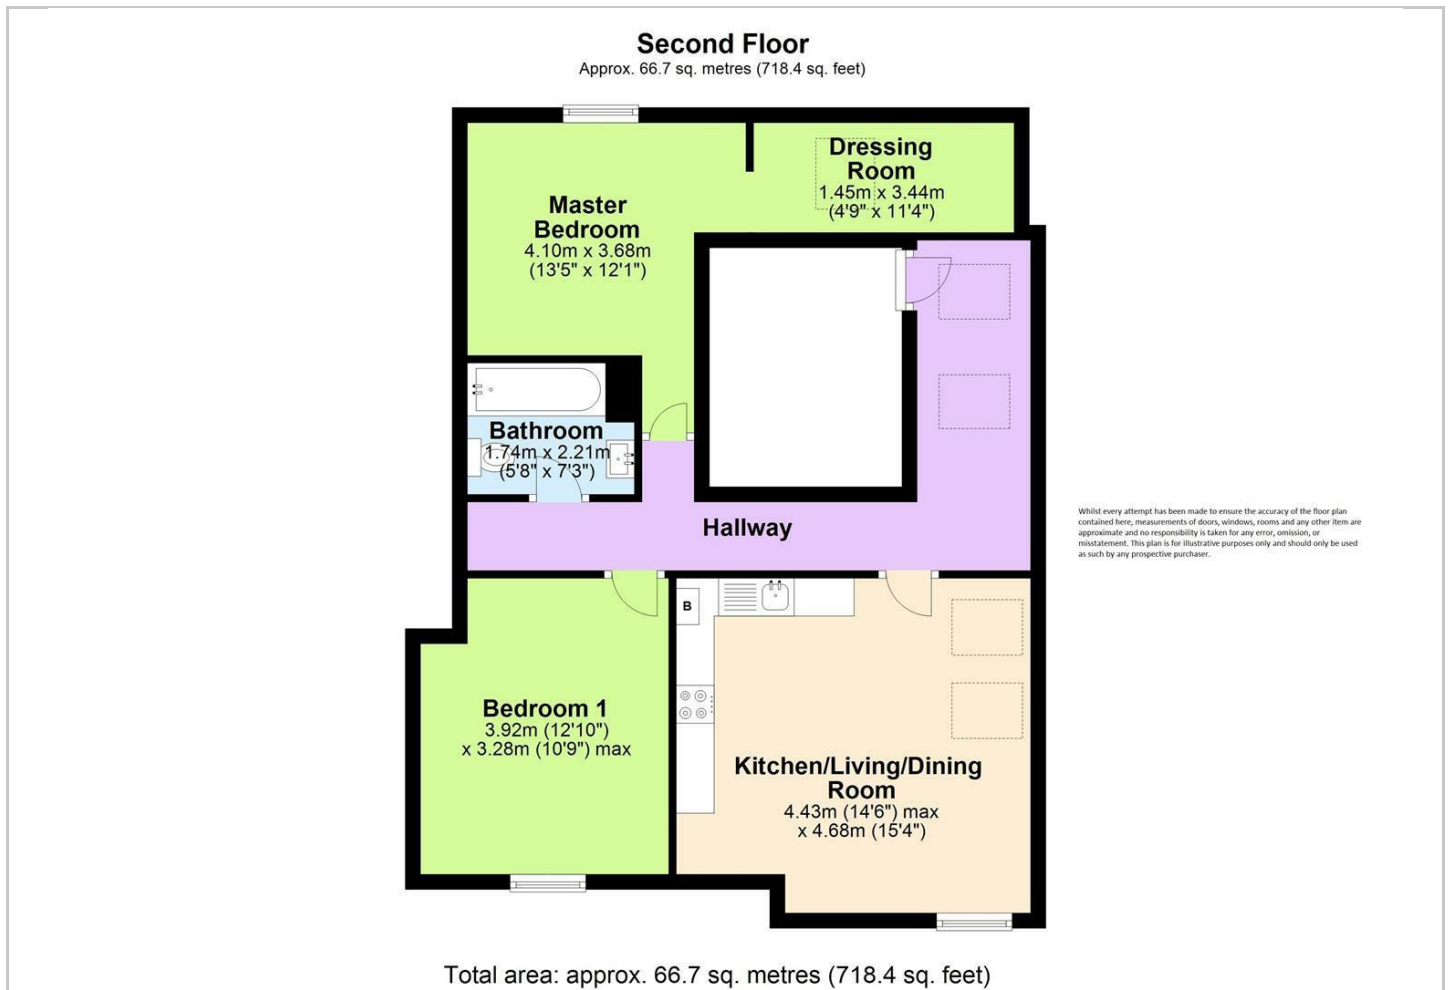 Second Floor
Approx. 66.7 sq. metres (718.4 sq. feet)
Dressing
Room
1.45m x 3.44m
(4'9" x 11'4")
Master
Bedroom
4.10m x 3.68m
(13'5" x 12'1")
Bathroom
1.74m x 2.21m
(5'8" x 7'3")
Hallway
Whilst every attempt has been made to ensure the accuracy of the floor plan
contained here, measurements of doors, windows, rooms and any other item are
approximate and no responsibility is taken for any error, omission, or
misstatement. This plan is for illustrative purposes only and should only be used
as such by any prospective purchaser.
B
Bedroom 1
3.92m (12'10")
x 3.28m (10'9") max
Kitchen/Living/Dining
Room
4.43m (14'6") max
x 4.68m (15'4")
Total area: approx. 66.7 sq. metres (718.4 sq. feet)